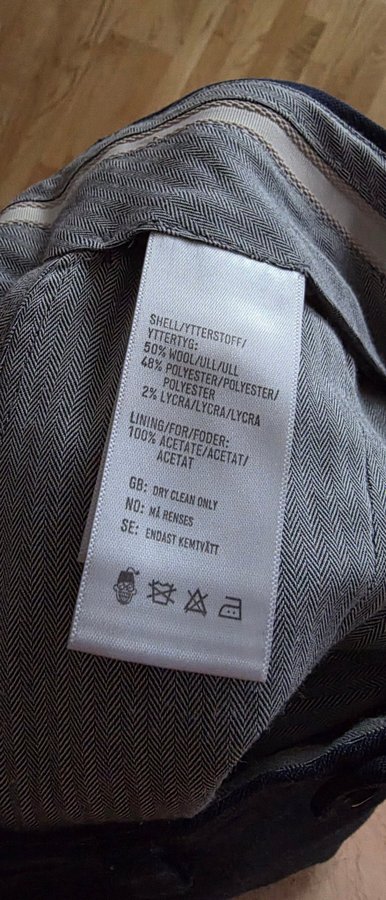 SHELL/YTTERSTOFF/
YTTERTYG:
50% WOOL/ULL/ULL
48% POLYESTER/POLYESTER/
POLYESTER
2% LYCRA/LYCRA/LYCRA
LINING/FOR/FODER:
100% ACETATE/ACETAT/
ACETAT
GB: DRY CLEAN ONLY
NO: MÅ RENSES
SE: ENDAST KEMTVÄTT